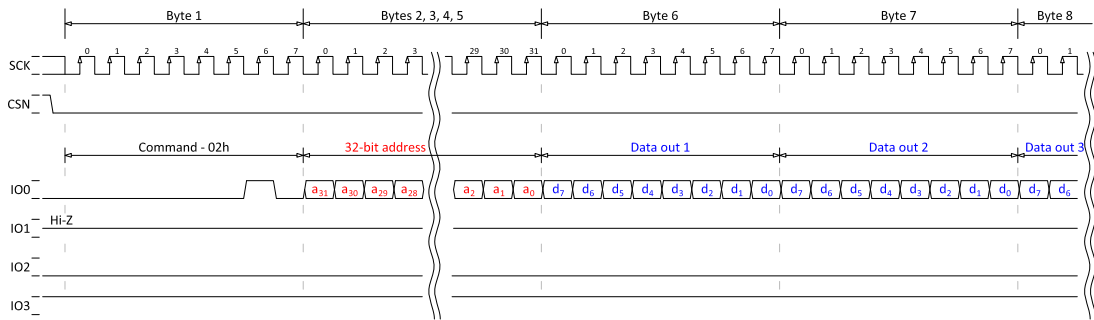 Byte 1 Bytes 2, 3, 4, 5 Byte 6 Byte 7 Byte 8
0 1 2 3 4 5 6 7 0 1 2 3 29 30 31 0 1 2 3 4 5 6 7 0 1 2 3 4 5 6 7 0 1
SCK
CSN
Command - 02h 32-bit address Data out 1 Data out 2 Data out 3
IO0 a31 a30 a29 a28 a2 a1 a0 d7 d6 d5 d4 d3 d2 d1 d0 d7 d6 d5 d4 d3 d2 d1 d0 d7 d6
Hi-Z
IO1
IO2
IO3